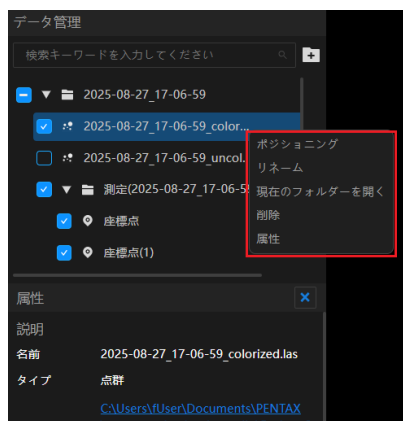 データ管理
検索キーワードを入力してください
2025-08-27_17-06-59
2025-08-27_17-06-59_color...
2025-08-27_17-06-59_uncol.
測定(2025-08-27_17-06-5
座標点
座標点(1)
ポジショニング
リネーム
現在のフォルダーを開く
削除
属性
属性
説明
名前 2025-08-27_17-06-59_colorized.las
タイプ 点群
C:\Users\fUser\Documents\PENTAX